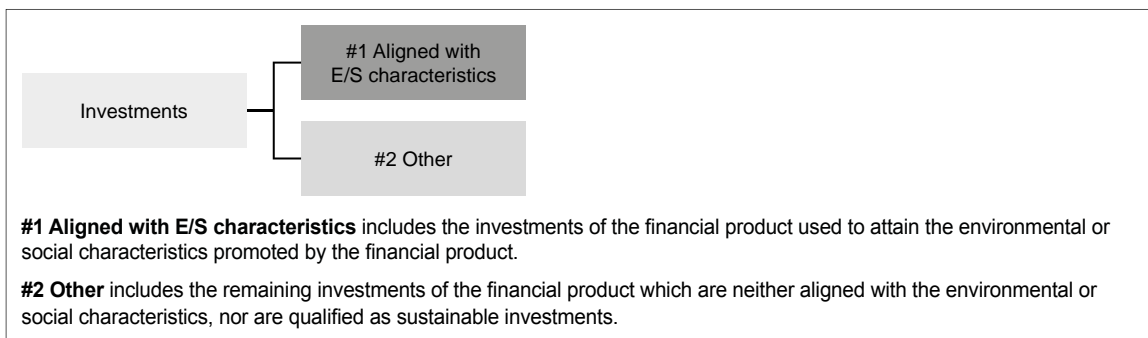 #1 Aligned with
E/S characteristics
Investments
#2 Other
#1 Aligned with E/S characteristics includes the investments of the financial product used to attain the environmental or
social characteristics promoted by the financial product.
#2 Other includes the remaining investments of the financial product which are neither aligned with the environmental or
social characteristics, nor are qualified as sustainable investments.